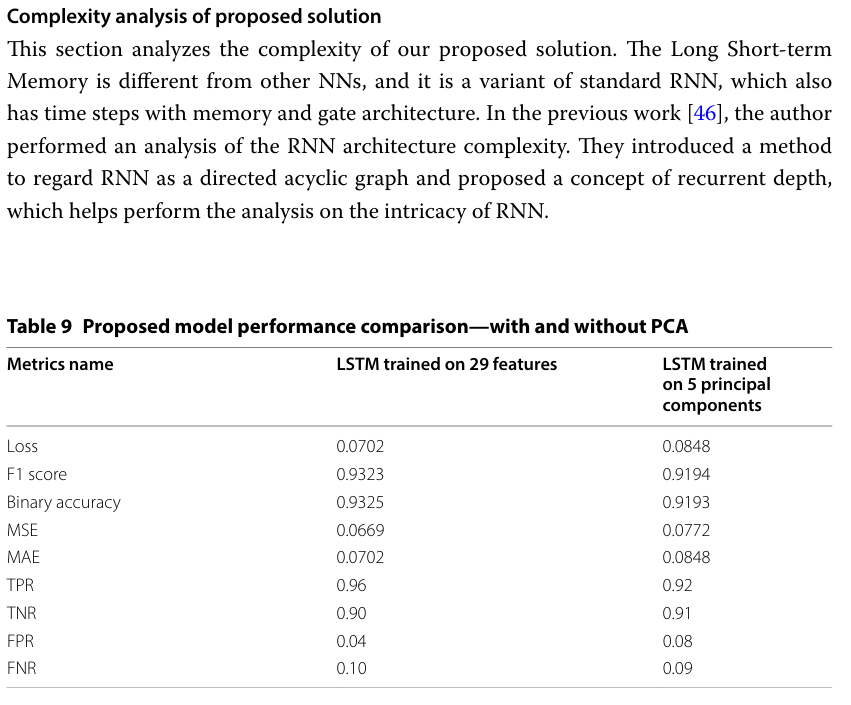 Complexity analysis of proposed solution
This section analyzes the complexity of our proposed solution. The Long Short-term
Memory is different from other NNs, and it is a variant of standard RNN, which also
has time steps with memory and gate architecture. In the previous work [46], the author
performed an analysis of the RNN architecture complexity. They introduced a method
to regard RNN as a directed acyclic graph and proposed a concept of recurrent depth,
which helps perform the analysis on the intricacy of RNN.
Table 9 Proposed model performance comparison—with and without PCA
Metrics name LSTM trained on 29 features LSTM trained
on 5 principal
components
Loss 0.0702 0.0848
F1 score 0.9323 0.9194
Binary accuracy 0.9325 0.9193
MSE 0.0669 0.0772
MAE 0.0702 0.0848
TPR 0.96 0.92
TNR 0.90 0.91
FPR 0.04 0.08
FNR 0.10 0.09